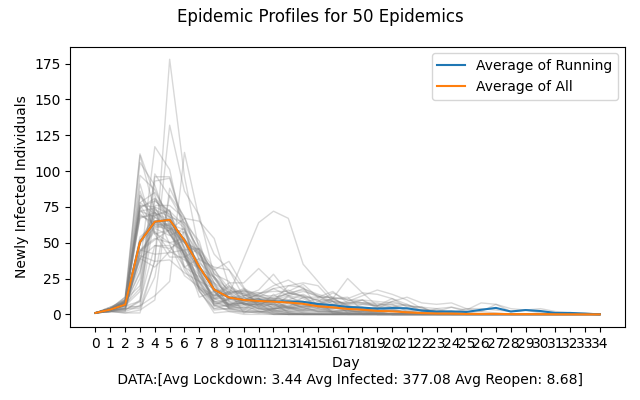 Epidemic Profiles for 50 Epidemics
Average of Running
Average of All
Newly Infected Individuals
175
150
125
100
75
50
25
0
0 1 2 3 4 5 6 7 8 9 10 11 12 13 14 15 16 17 18 19 20 21 22 23 24 25 26 27 28 29 30 31 32 33 34
Day
DATA:[Avg Lockdown: 3.44 Avg Infected: 377.08 Avg Reopen: 8.68]